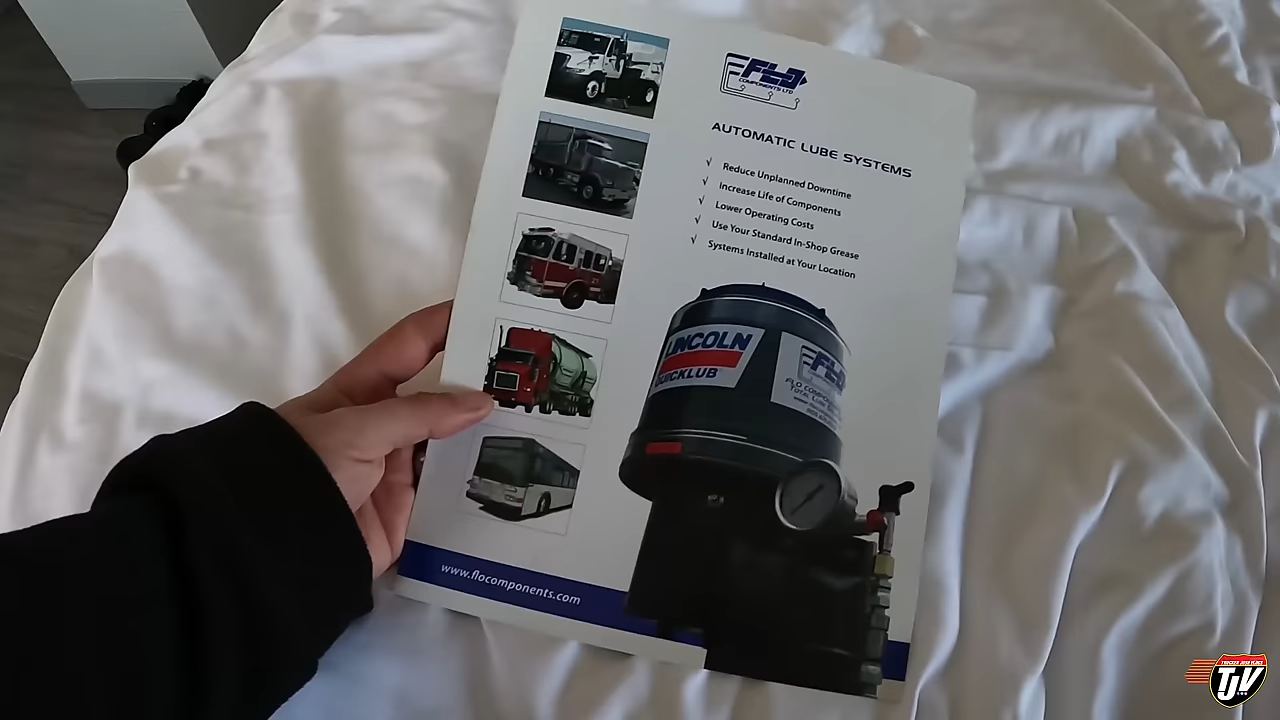 FLO
COMPONENTS LTD
AUTOMATIC LUBE SYSTEMS
√ Reduce Unplanned Downtime
√ Increase Life of Components
√ Lower Operating Costs
√ Use Your Standard In-Shop Grease
√ Systems Installed at Your Location
LINCOLN
QUICKLUB
FLO
www.flocomponents.com
TJV